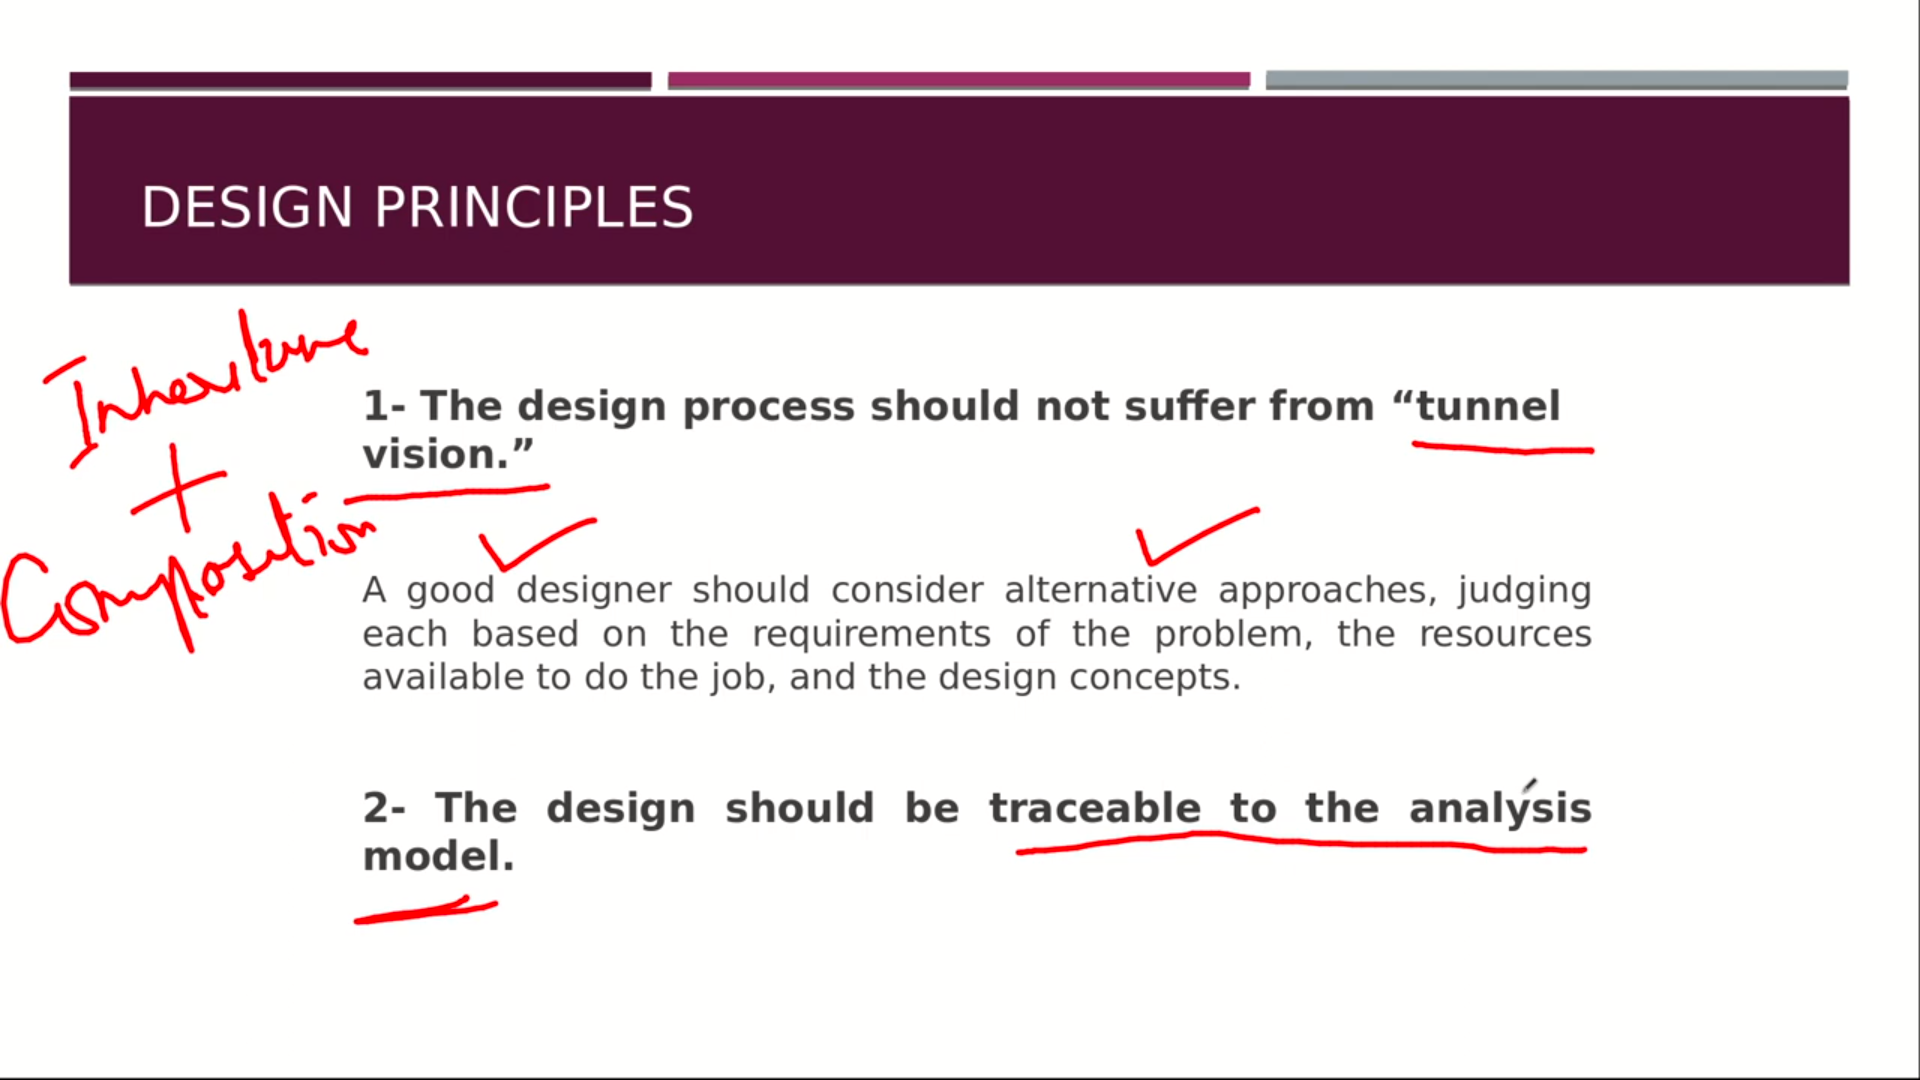 DESIGN PRINCIPLES
Inheritance
+
Composition
1- The design process should not suffer from “tunnel
vision.”
A good designer should consider alternative approaches, judging
each based on the requirements of the problem, the resources
available to do the job, and the design concepts.
2- The design should be traceable to the analysis
model.